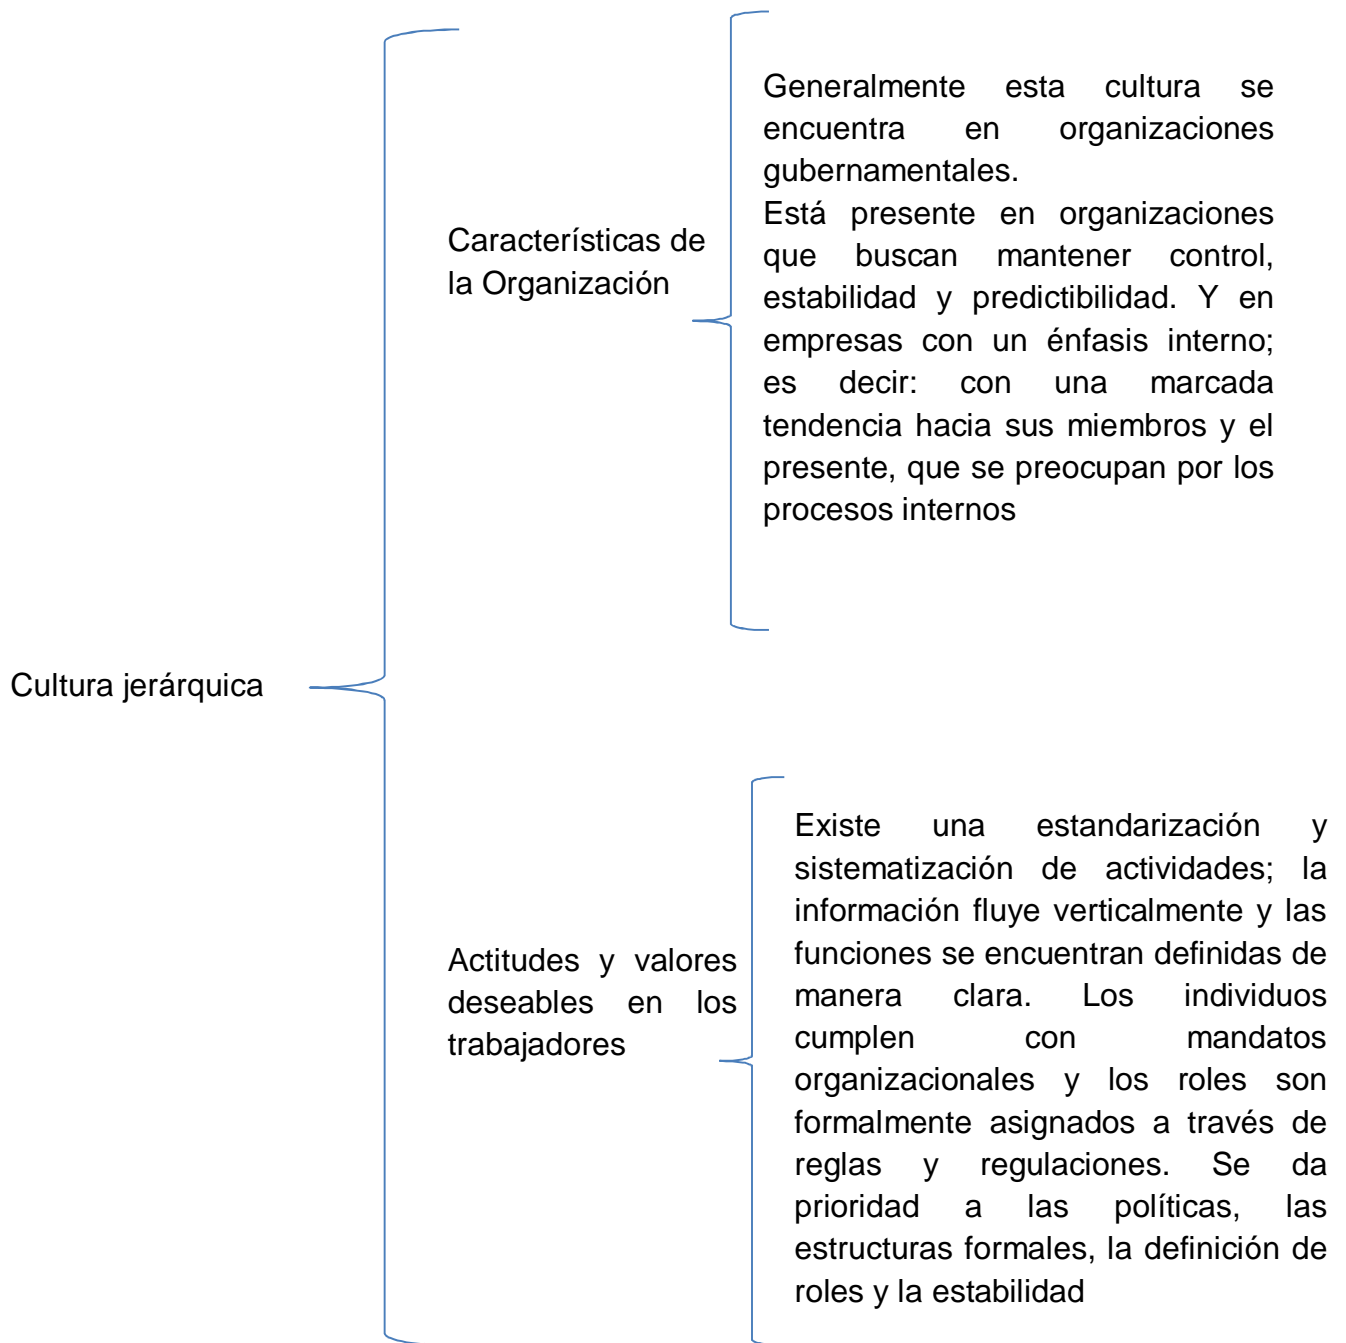 Cultura jerárquica
Características de
la Organización
Generalmente esta cultura se
encuentra en organizaciones
gubernamentales.
Está presente en organizaciones
que buscan mantener control,
estabilidad y predictibilidad. Y en
empresas con un énfasis interno;
es decir: con una marcada
tendencia hacia sus miembros y el
presente, que se preocupan por los
procesos internos
Actitudes y valores
deseables en los
trabajadores
Existe una estandarización y
sistematización de actividades; la
información fluye verticalmente y las
funciones se encuentran definidas de
manera clara. Los individuos
cumplen con mandatos
organizacionales y los roles son
formalmente asignados a través de
reglas y regulaciones. Se da
prioridad a las políticas, las
estructuras formales, la definición de
roles y la estabilidad